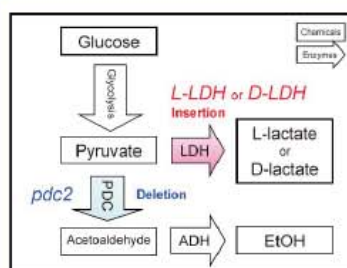 Chemicals
Enzymes
Glucose
Glycolysis
L-LDH or D-LDH
Insertion
Pyruvate
LDH
L-lactate
or
D-lactate
pdc2
PDC
Deletion
Acetoaldehyde
ADH
EtOH